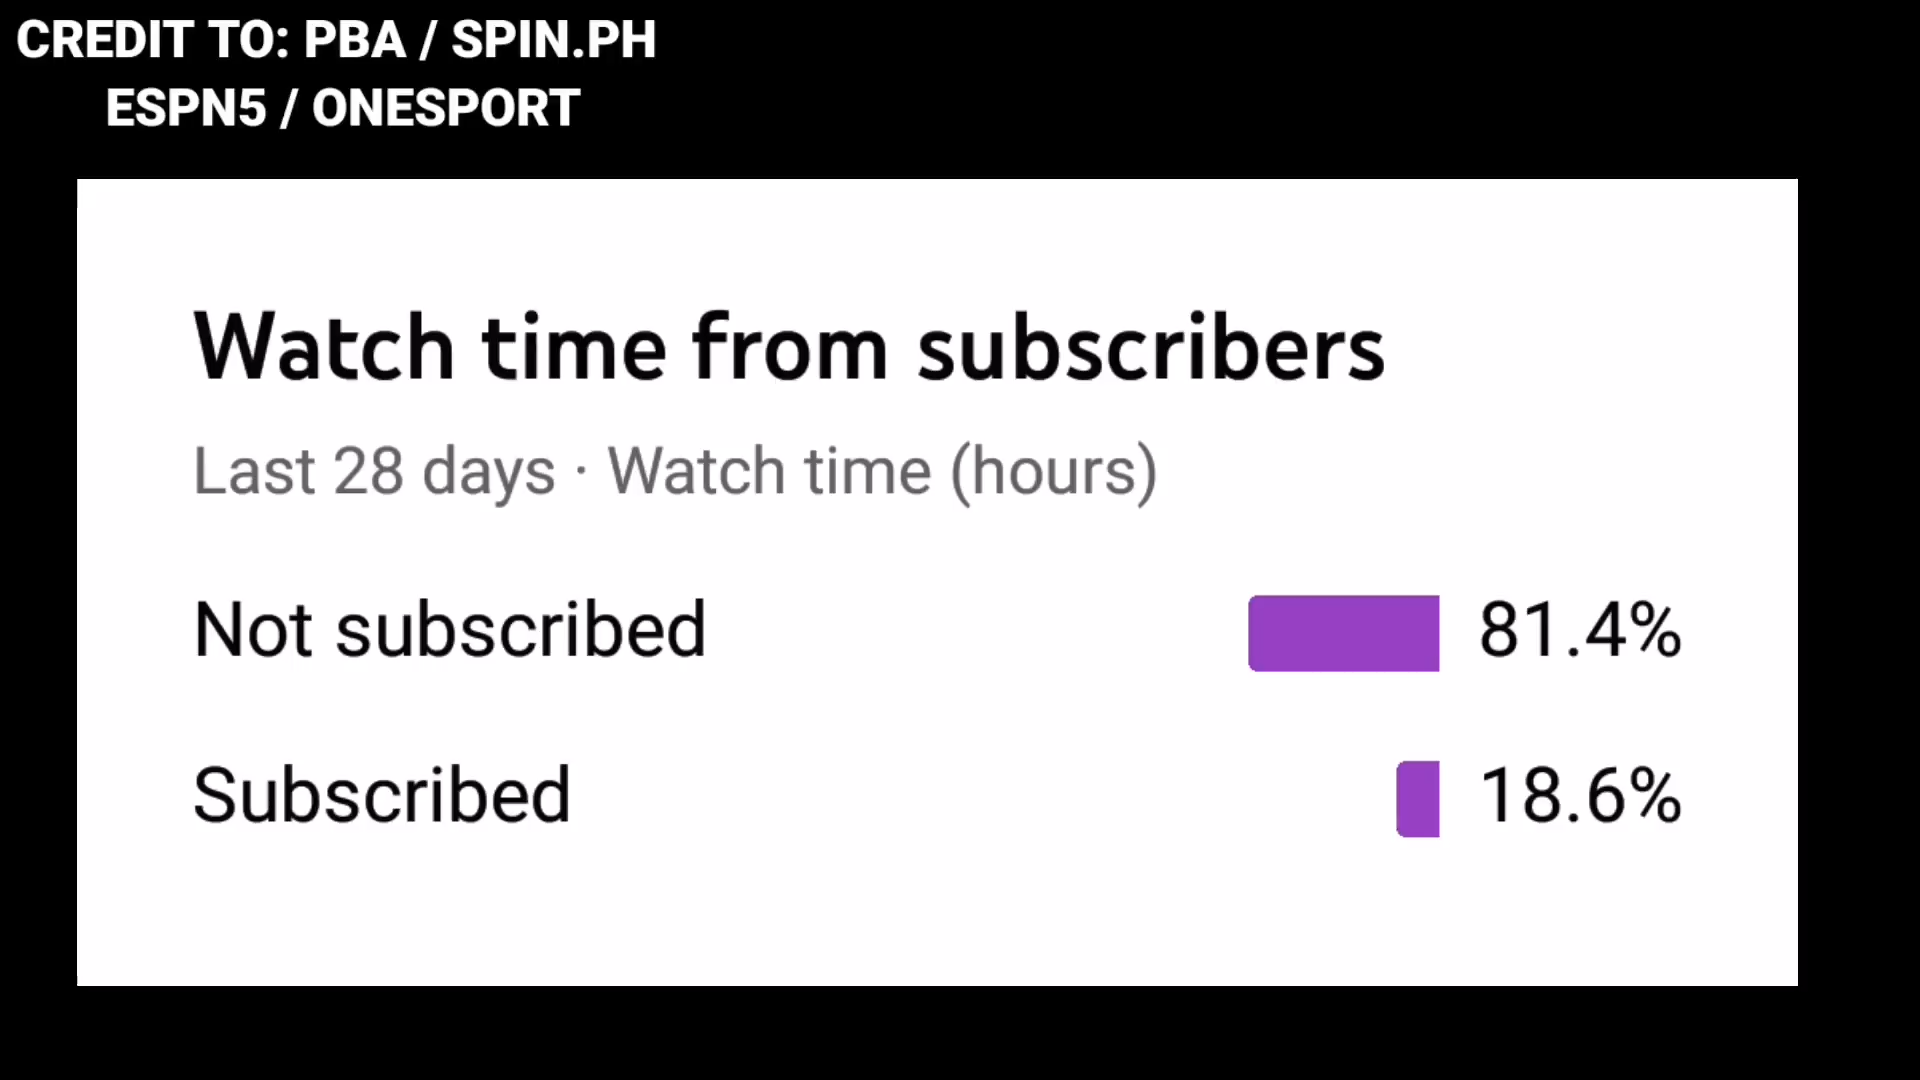 CREDIT TO: PBA / SPIN.PH
ESPN5 / ONESPORT
Watch time from subscribers
Last 28 days · Watch time (hours)
Not subscribed 81.4%
Subscribed 18.6%